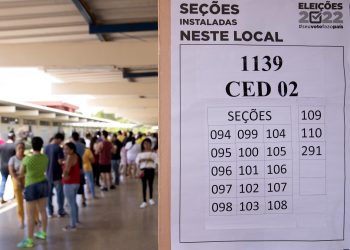 SEÇÕES
INSTALADAS
NESTE LOCAL
ELEIÇÕES
2022
#seuvotofazopaís
1139
CED 02
SEÇÕES 109
094 099 104 110
095 100 105 291
096 101 106
097 102 107
098 103 108